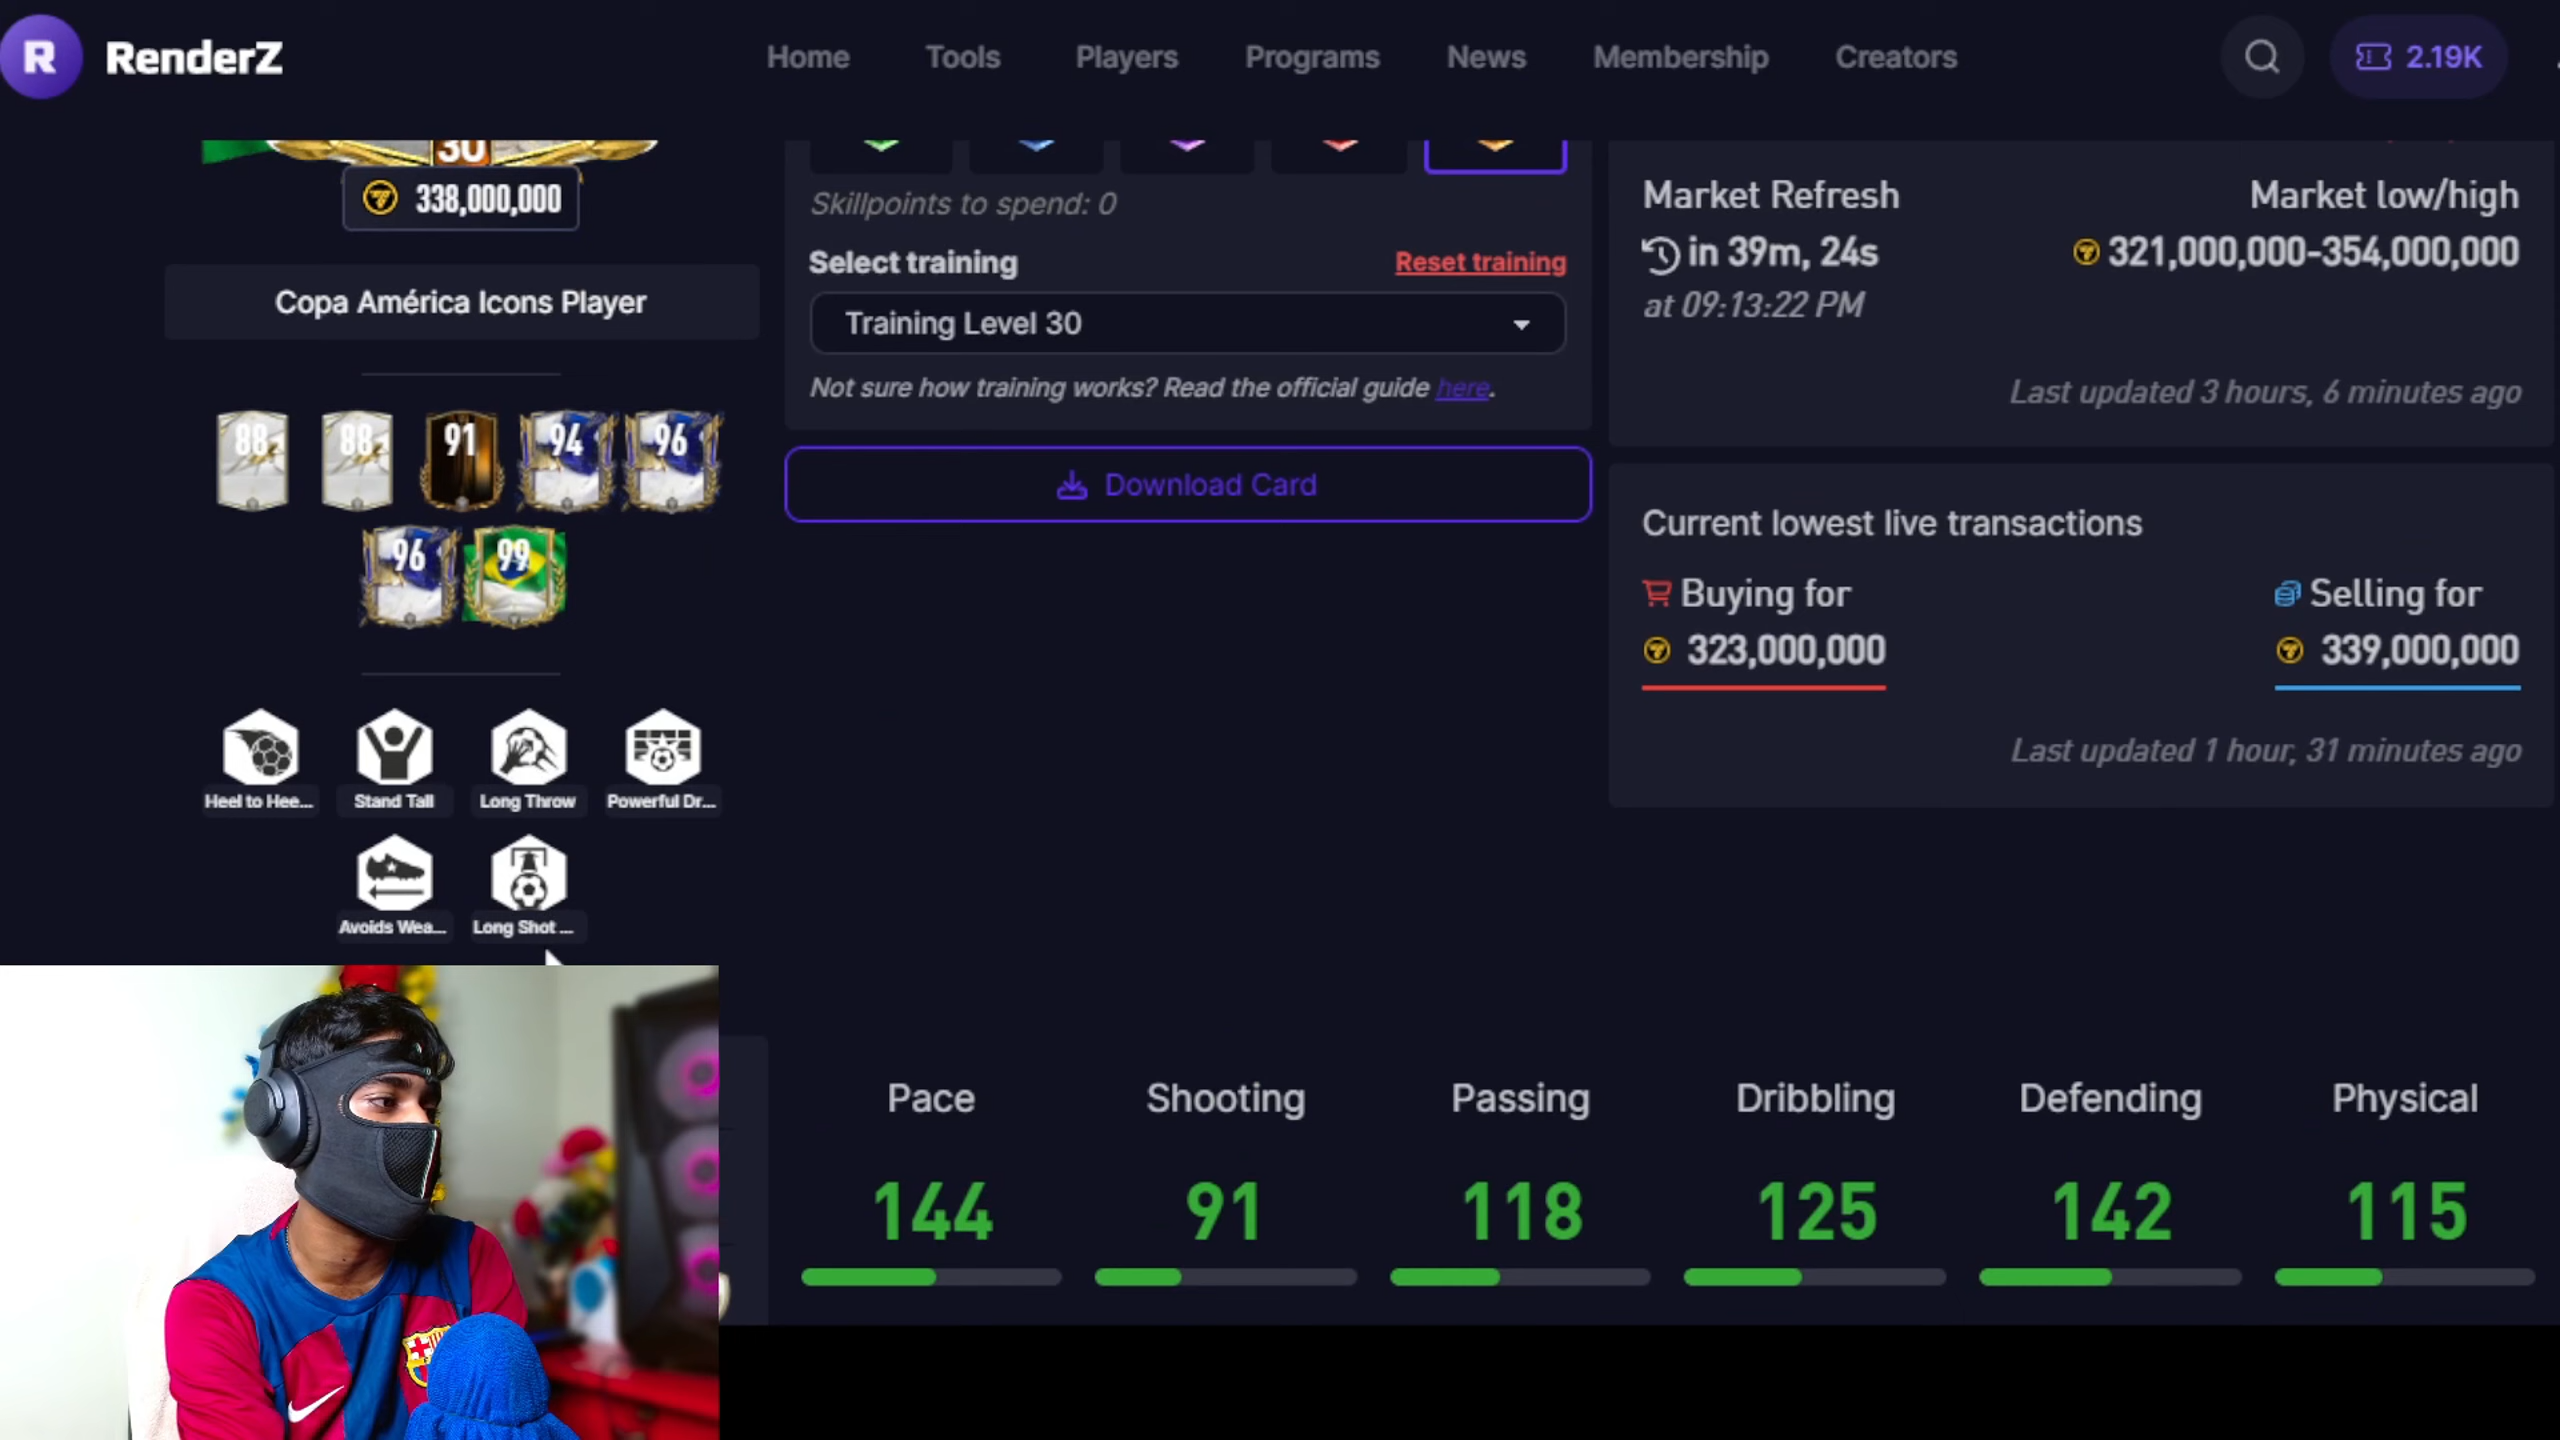 R RenderZ
Home Tools Players Programs News Membership Creators
2.19K
30
338,000,000
Copa América Icons Player
88 88 91 94 96
96 99
Heel to Hee... Stand Tall Long Throw Powerful Dr...
Avoids Wea... Long Shot ...
Skillpoints to spend: 0
Select training Reset training
Training Level 30
Not sure how training works? Read the official guide here.
Download Card
Market Refresh Market low/high
in 39m, 24s 321,000,000-354,000,000
at 09:13:22 PM
Last updated 3 hours, 6 minutes ago
Current lowest live transactions
Buying for Selling for
323,000,000 339,000,000
Last updated 1 hour, 31 minutes ago
Pace Shooting Passing Dribbling Defending Physical
144 91 118 125 142 115